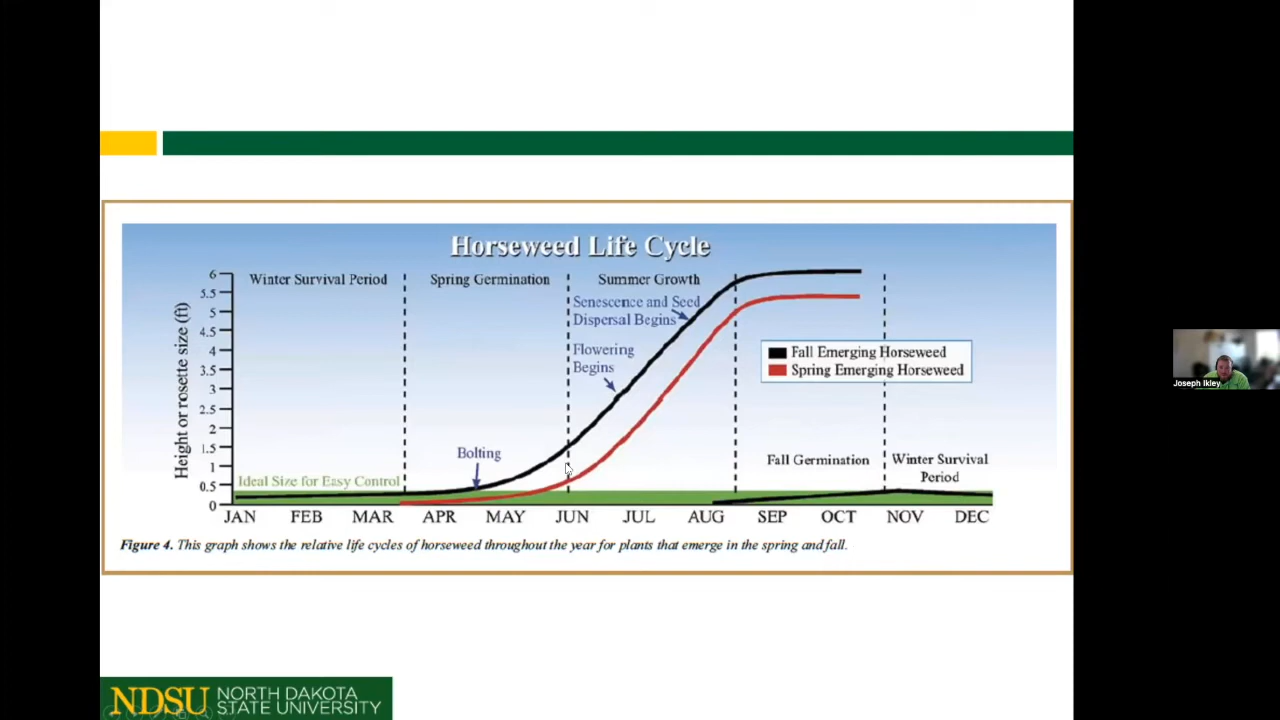 Horseweed Life Cycle
Winter Survival Period
Spring Germination
Summer Growth
Height or rosette size (ft)
6
5.5
5
4.5
4
3.5
3
2.5
2
1.5
1
0.5
0
Senescence and Seed
Dispersal Begins
Flowering
Begins
Bolting
Ideal Size for Easy Control
Fall Emerging Horseweed
Spring Emerging Horseweed
Fall Germination
Winter Survival
Period
JAN FEB MAR APR MAY JUN JUL AUG SEP OCT NOV DEC
Figure 4. This graph shows the relative life cycles of horseweed throughout the year for plants that emerge in the spring and fall.
Joseph Ikley
NDSU
NORTH DAKOTA
STATE UNIVERSITY